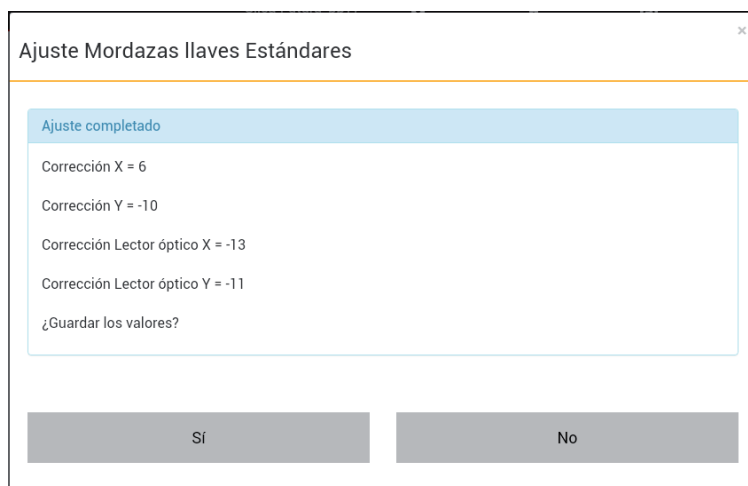 ×
Ajuste Mordazas llaves Estándares
Ajuste completado
Corrección X = 6
Corrección Y = -10
Corrección Lector óptico X = -13
Corrección Lector óptico Y = -11
¿Guardar los valores?
Sí
No